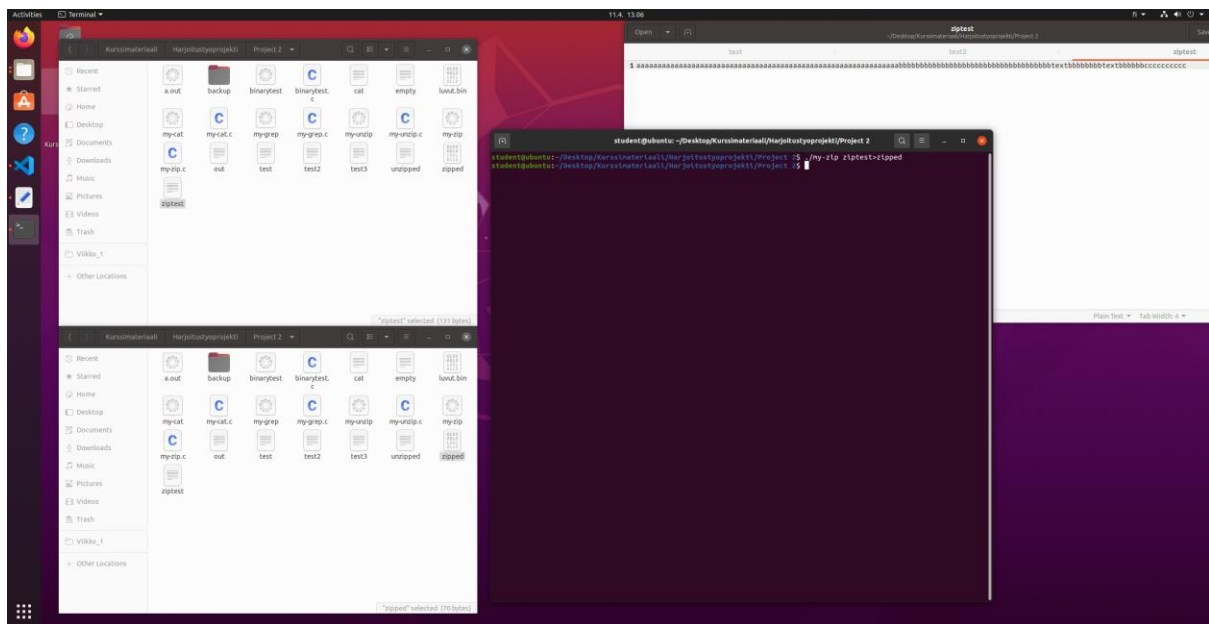 Activities Terminal 11.4. 13.06 fi
Kurssimateriaali Harjoitustyoprojekti Project 2
Recent
Starred
Home
Desktop
Documents
Downloads
Music
Pictures
Videos
Trash
Viikko_1
+ Other Locations
a.out backup binarytest binarytest.c cat empty luvut.bin
my-cat my-cat.c my-grep my-grep.c my-unzip my-unzip.c my-zip
my-zip.c out test test2 test3 unzipped zipped
ziptest
"ziptest" selected (131 bytes)
Kurssimateriaali Harjoitustyoprojekti Project 2
Recent
Starred
Home
Desktop
Documents
Downloads
Music
Pictures
Videos
Trash
Viikko_1
+ Other Locations
a.out backup binarytest binarytest.c cat empty luvut.bin
my-cat my-cat.c my-grep my-grep.c my-unzip my-unzip.c my-zip
my-zip.c out test test2 test3 unzipped zipped
ziptest
"zipped" selected (70 bytes)
Open ziptest
~/Desktop/Kurssimateriaali/Harjoitustyoprojekti/Project 2
test test2 ziptest
Plain Text Tab Width: 4
student@ubuntu: ~/Desktop/Kurssimateriaali/Harjoitustyoprojekti/Project 2
student@ubuntu:~/Desktop/Kurssimateriaali/Harjoitustyoprojekti/Project 2$ ./my-zip ziptest>zipped
student@ubuntu:~/Desktop/Kurssimateriaali/Harjoitustyoprojekti/Project 2$